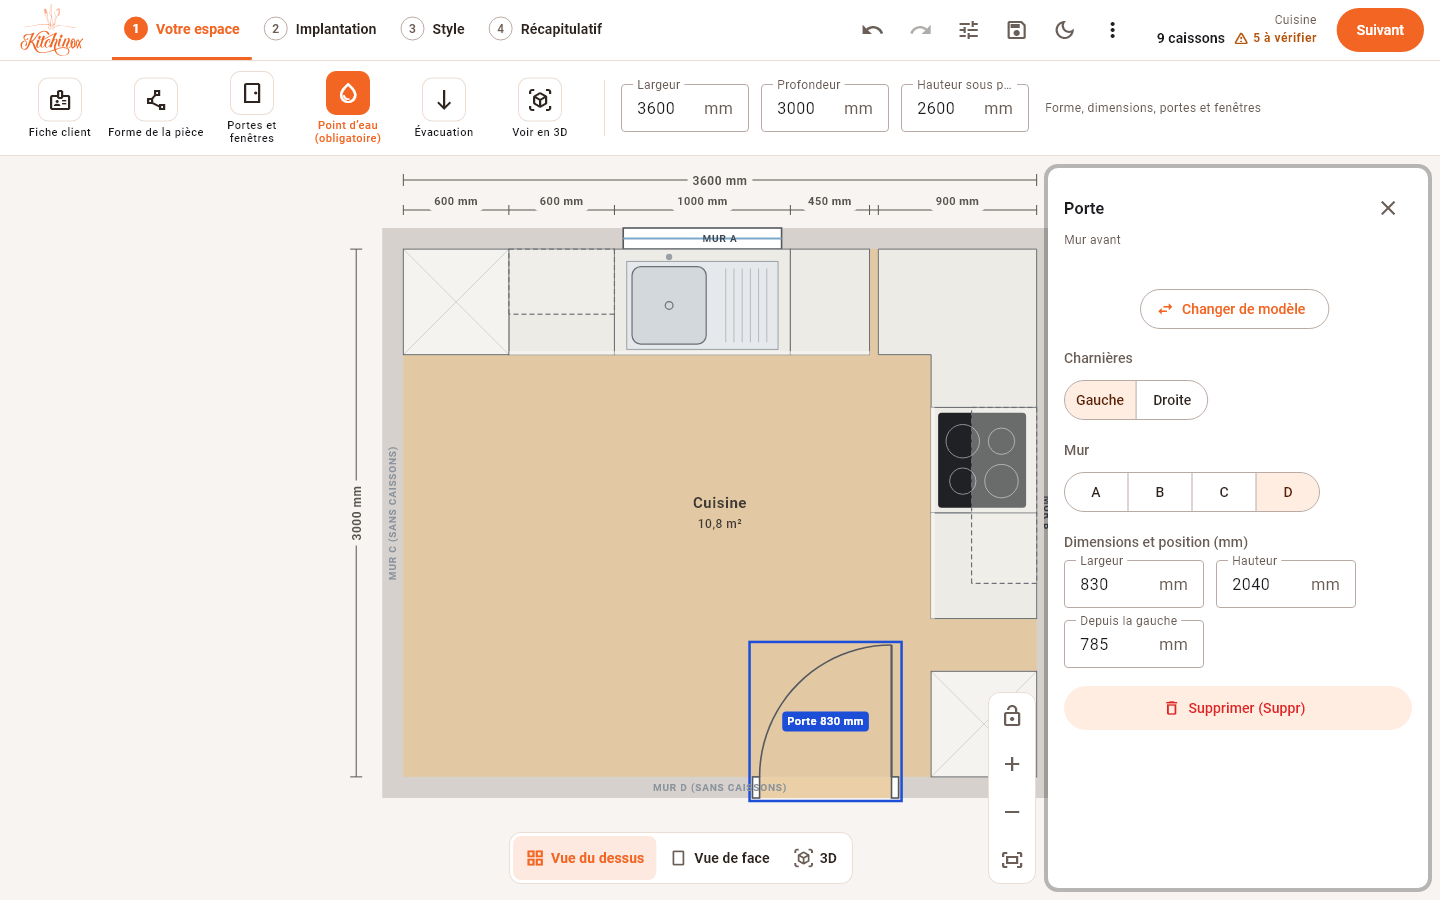 Kitchinox
1 Votre espace
2 Implantation
3 Style
4 Récapitulatif
9 caissons
Cuisine
5 à vérifier
Suivant
Fiche client
Forme de la pièce
Portes et
fenêtres
Point d'eau
(obligatoire)
Évacuation
Voir en 3D
Largeur
3600 mm
Profondeur
3000 mm
Hauteur sous p...
2600 mm
Forme, dimensions, portes et fenêtres
3600 mm
600 mm
600 mm
1000 mm
450 mm
900 mm
MUR A
3000 mm
MUR C (SANS CAISSONS)
Cuisine
10,8 m²
MUR B
Porte 830 mm
MUR D (SANS CAISSONS)
Vue du dessus
Vue de face
3D
Porte
Mur avant
Changer de modèle
Charnières
Gauche
Droite
Mur
A
B
C
D
Dimensions et position (mm)
Largeur
830 mm
Hauteur
2040 mm
Depuis la gauche
785 mm
Supprimer (Suppr)